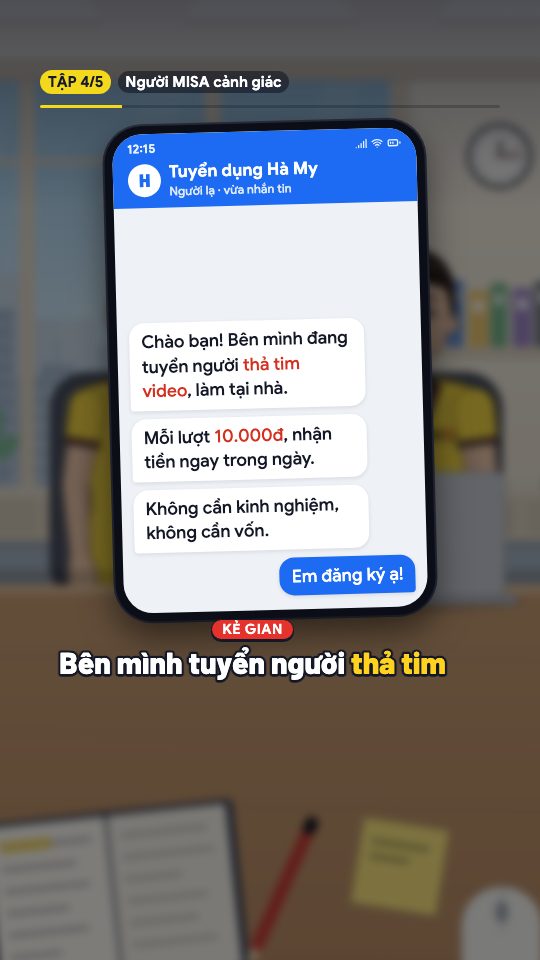 TẬP 4/5 Người MISA cảnh giác
12:15
H
Tuyển dụng Hà My
Người lạ · vừa nhắn tin
Chào bạn! Bên mình đang
tuyển người thả tim
video, làm tại nhà.
Mỗi lượt 10.000đ, nhận
tiền ngay trong ngày.
Không cần kinh nghiệm,
không cần vốn.
Em đăng ký ạ!
KẺ GIAN
Bên mình tuyển người thả tim